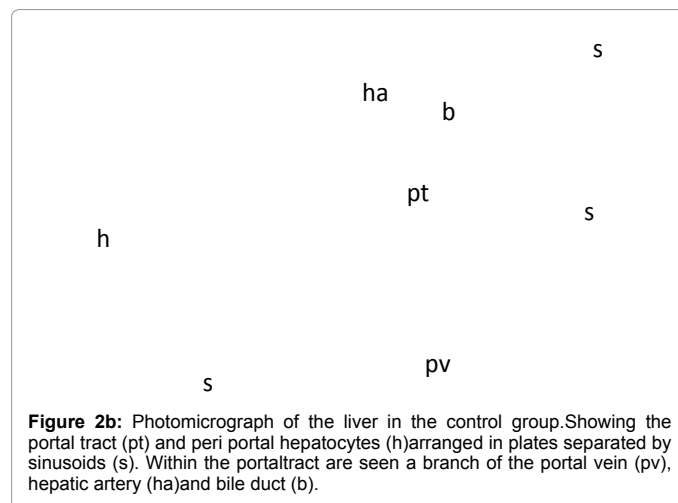 s
ha
b
pt
s
h
pv
s
Figure 2b: Photomicrograph of the liver in the control group.Showing the
portal tract (pt) and peri portal hepatocytes (h)arranged in plates separated by
sinusoids (s). Within the portaltract are seen a branch of the portal vein (pv),
hepatic artery (ha)and bile duct (b).